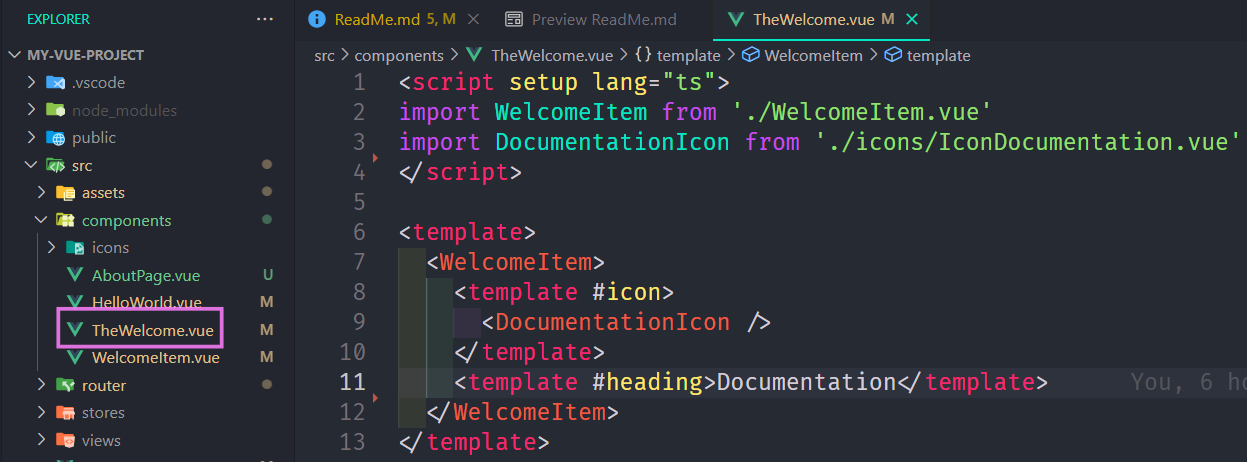 EXPLORER ···
MY-VUE-PROJECT
.vscode
node_modules
public
src
assets
components
icons
AboutPage.vue U
HelloWorld.vue M
TheWelcome.vue M
WelcomeItem.vue M
router
stores
views
ReadMe.md 5, M
Preview ReadMe.md
TheWelcome.vue M
src > components > TheWelcome.vue > {} template > WelcomeItem > template
1 <script setup lang="ts">
2 import WelcomeItem from './WelcomeItem.vue'
3 import DocumentationIcon from './icons/IconDocumentation.vue'
4 </script>
5
6 <template>
7 <WelcomeItem>
8 <template #icon>
9 <DocumentationIcon />
10 </template>
11 <template #heading>Documentation</template> You, 6 ho
12 </WelcomeItem>
13 </template>